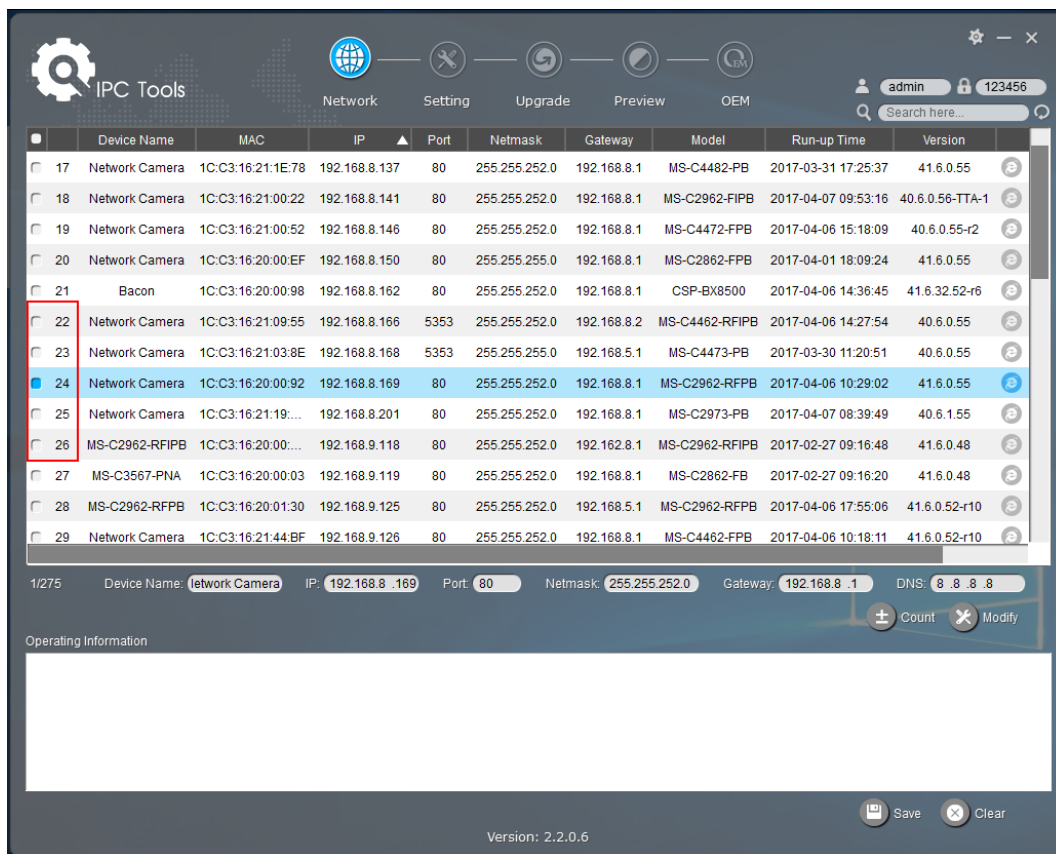 IPC Tools
Network Setting Upgrade Preview OEM
admin 123456
Search here...
Device Name MAC IP Port Netmask Gateway Model Run-up Time Version
17 Network Camera 1C:C3:16:21:1E:78 192.168.8.137 80 255.255.252.0 192.168.8.1 MS-C4482-PB 2017-03-31 17:25:37 41.6.0.55
18 Network Camera 1C:C3:16:21:00:22 192.168.8.141 80 255.255.252.0 192.168.8.1 MS-C2962-FIPB 2017-04-07 09:53:16 40.6.0.56-TTA-1
19 Network Camera 1C:C3:16:21:00:52 192.168.8.146 80 255.255.252.0 192.168.8.1 MS-C4472-FPB 2017-04-06 15:18:09 40.6.0.55-r2
20 Network Camera 1C:C3:16:20:00:EF 192.168.8.150 80 255.255.255.0 192.168.8.1 MS-C2862-FPB 2017-04-01 18:09:24 41.6.0.55
21 Bacon 1C:C3:16:20:00:98 192.168.8.162 80 255.255.252.0 192.168.8.1 CSP-BX8500 2017-04-06 14:36:45 41.6.32.52-r6
22 Network Camera 1C:C3:16:21:09:55 192.168.8.166 5353 255.255.252.0 192.168.8.2 MS-C4462-RFIPB 2017-04-06 14:27:54 40.6.0.55
23 Network Camera 1C:C3:16:21:03:8E 192.168.8.168 5353 255.255.255.0 192.168.5.1 MS-C4473-PB 2017-03-30 11:20:51 40.6.0.55
24 Network Camera 1C:C3:16:20:00:92 192.168.8.169 80 255.255.252.0 192.168.8.1 MS-C2962-RFPB 2017-04-06 10:29:02 41.6.0.55
25 Network Camera 1C:C3:16:21:19:... 192.168.8.201 80 255.255.252.0 192.168.8.1 MS-C2973-PB 2017-04-07 08:39:49 40.6.1.55
26 MS-C2962-RFIPB 1C:C3:16:20:00:... 192.168.9.118 80 255.255.252.0 192.162.8.1 MS-C2962-RFIPB 2017-02-27 09:16:48 41.6.0.48
27 MS-C3567-PNA 1C:C3:16:20:00:03 192.168.9.119 80 255.255.252.0 192.168.8.1 MS-C2862-FB 2017-02-27 09:16:20 41.6.0.48
28 MS-C2962-RFPB 1C:C3:16:20:01:30 192.168.9.125 80 255.255.252.0 192.168.5.1 MS-C2962-RFPB 2017-04-06 17:55:06 41.6.0.52-r10
29 Network Camera 1C:C3:16:21:44:BF 192.168.9.126 80 255.255.252.0 192.168.8.1 MS-C4462-FPB 2017-04-06 10:18:11 41.6.0.52-r10
1/275 Device Name: letwork Camera IP: 192.168.8 .169 Port: 80 Netmask: 255.255.252.0 Gateway: 192.168.8 .1 DNS: 8 .8 .8 .8
Count Modify
Operating Information
Save Clear
Version: 2.2.0.6